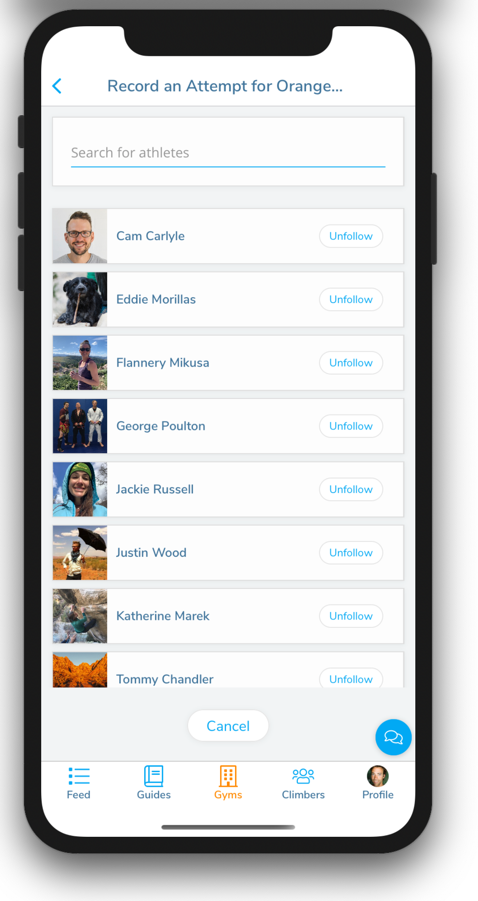 Record an Attempt for Orange...
Search for athletes
Cam Carlyle
Unfollow
Eddie Morillas
Unfollow
Flannery Mikusa
Unfollow
George Poulton
Unfollow
Jackie Russell
Unfollow
Justin Wood
Unfollow
Katherine Marek
Unfollow
Tommy Chandler
Unfollow
Cancel
Feed
Guides
Gyms
Climbers
Profile